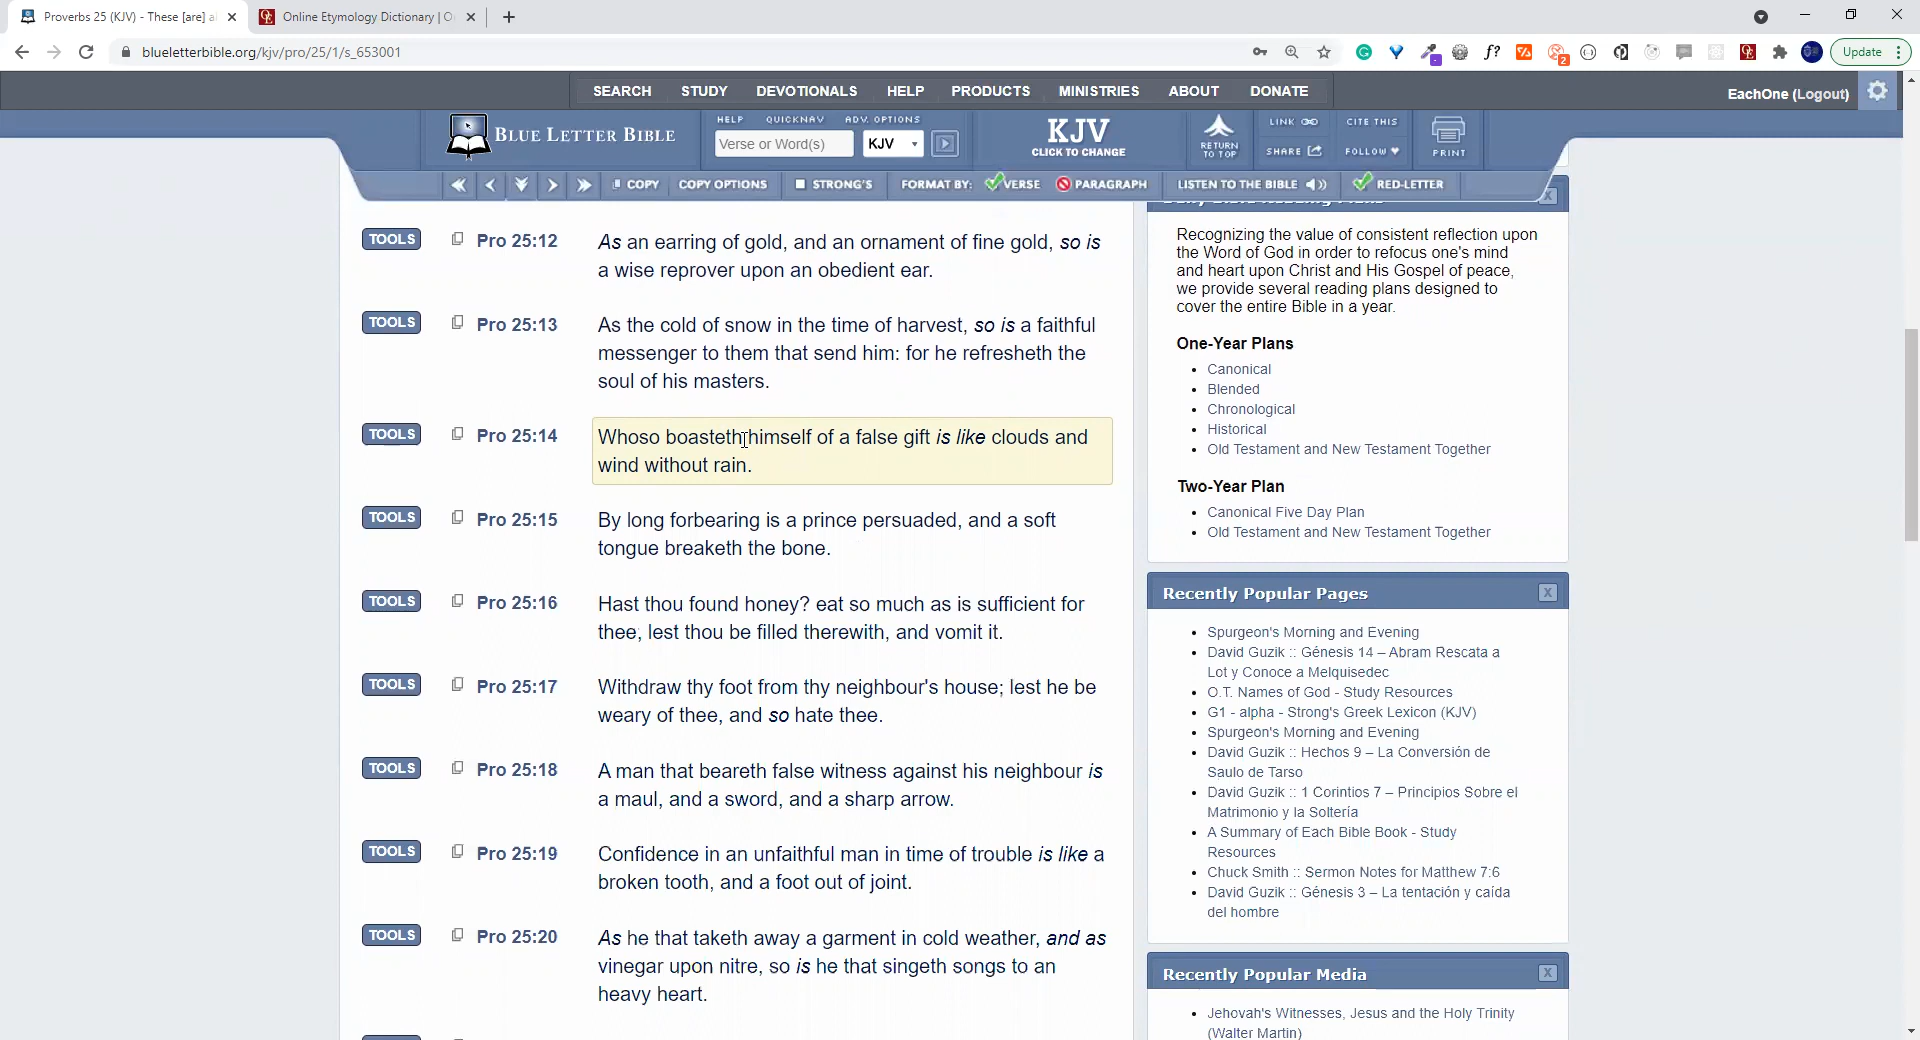 Proverbs 25 (KJV) - These [are] a
Online Etymology Dictionary | O
blueletterbible.org/kjv/pro/25/1/s_653001
Update
SEARCH STUDY DEVOTIONALS HELP PRODUCTS MINISTRIES ABOUT DONATE
EachOne (Logout)
BLUE LETTER BIBLE
HELP QUICKNAV ADV. OPTIONS
Verse or Word(s)
KJV
KJV
CLICK TO CHANGE
RETURN
TO TOP
LINK CITE THIS
SHARE FOLLOW
PRINT
COPY COPY OPTIONS STRONG'S FORMAT BY: VERSE PARAGRAPH LISTEN TO THE BIBLE RED-LETTER
TOOLS Pro 25:12 As an earring of gold, and an ornament of fine gold, so is
a wise reprover upon an obedient ear.
TOOLS Pro 25:13 As the cold of snow in the time of harvest, so is a faithful
messenger to them that send him: for he refresheth the
soul of his masters.
TOOLS Pro 25:14 Whoso boasteth himself of a false gift is like clouds and
wind without rain.
TOOLS Pro 25:15 By long forbearing is a prince persuaded, and a soft
tongue breaketh the bone.
TOOLS Pro 25:16 Hast thou found honey? eat so much as is sufficient for
thee, lest thou be filled therewith, and vomit it.
TOOLS Pro 25:17 Withdraw thy foot from thy neighbour's house; lest he be
weary of thee, and so hate thee.
TOOLS Pro 25:18 A man that beareth false witness against his neighbour is
a maul, and a sword, and a sharp arrow.
TOOLS Pro 25:19 Confidence in an unfaithful man in time of trouble is like a
broken tooth, and a foot out of joint.
TOOLS Pro 25:20 As he that taketh away a garment in cold weather, and as
vinegar upon nitre, so is he that singeth songs to an
heavy heart.
Recognizing the value of consistent reflection upon
the Word of God in order to refocus one's mind
and heart upon Christ and His Gospel of peace,
we provide several reading plans designed to
cover the entire Bible in a year.
One-Year Plans
Canonical
Blended
Chronological
Historical
Old Testament and New Testament Together
Two-Year Plan
Canonical Five Day Plan
Old Testament and New Testament Together
Recently Popular Pages X
Spurgeon's Morning and Evening
David Guzik :: Génesis 14 – Abram Rescata a
Lot y Conoce a Melquisedec
O.T. Names of God - Study Resources
G1 - alpha - Strong's Greek Lexicon (KJV)
Spurgeon's Morning and Evening
David Guzik :: Hechos 9 – La Conversión de
Saulo de Tarso
David Guzik :: 1 Corintios 7 – Principios Sobre el
Matrimonio y la Soltería
A Summary of Each Bible Book - Study
Resources
Chuck Smith :: Sermon Notes for Matthew 7:6
David Guzik :: Génesis 3 – La tentación y caída
del hombre
Recently Popular Media X
Jehovah's Witnesses, Jesus and the Holy Trinity
(Walter Martin)